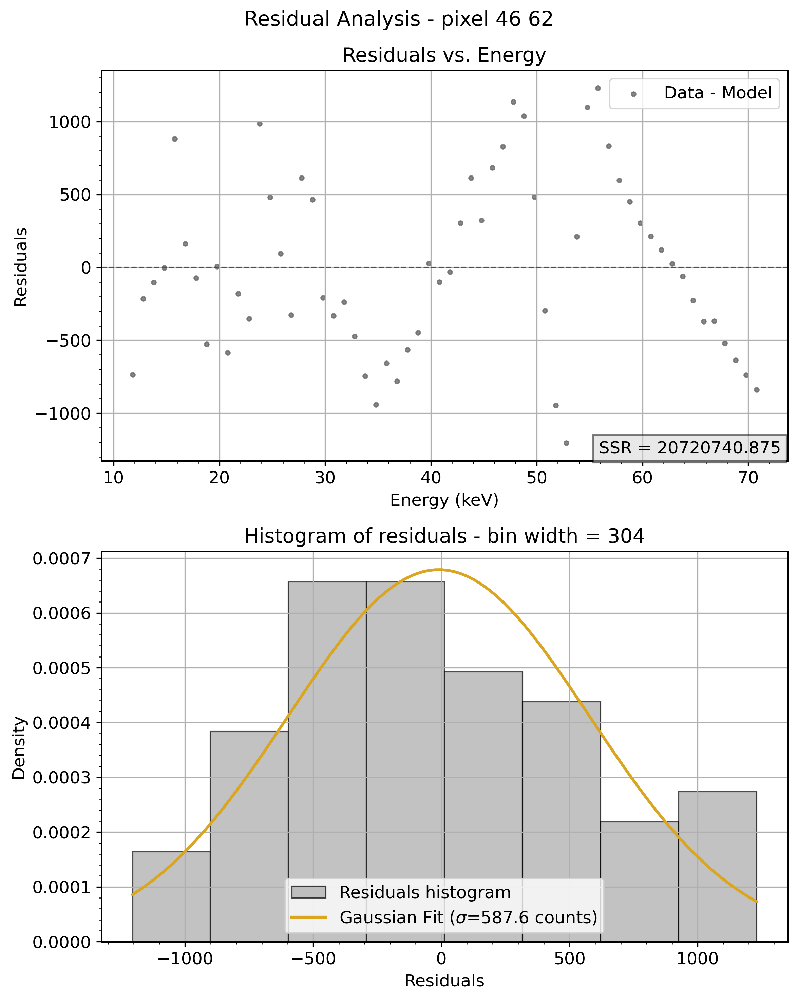 Residual Analysis - pixel 46 62
Residuals vs. Energy
Data - Model
1000
500
0
−500
−1000
Residuals
SSR = 20720740.875
10 20 30 40 50 60 70
Energy (keV)
Histogram of residuals - bin width = 304
0.0007
0.0006
0.0005
0.0004
0.0003
0.0002
0.0001
0.0000
Density
Residuals histogram
Gaussian Fit (σ=587.6 counts)
−1000 −500 0 500 1000
Residuals